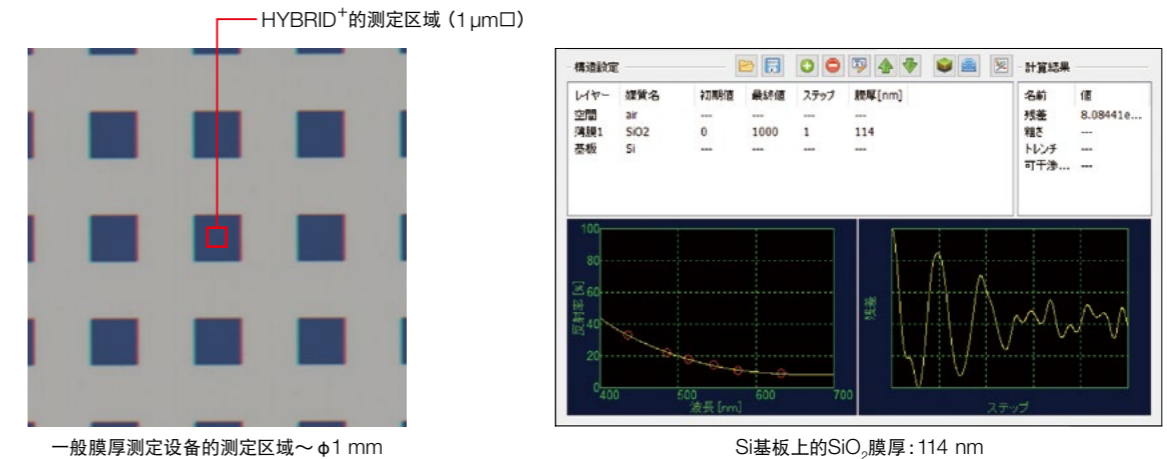 HYBRID+的测定区域（1μm□）
構造設定
計算結果
レイヤー 媒質名 初期値 最終値 ステップ 膜厚[nm]
空間 air --- --- --- ---
薄膜1 SiO2 0 1000 1 114
基板 Si --- --- --- ---
名前 値
残差 8.08441e...
粗さ ---
トレンチ ---
可干渉... ---
100
80
60
40
20
0
反射率 [%]
400 500 600 700
波長 [nm]
残差
ステップ
一般膜厚测定设备的测定区域～φ1 mm
Si基板上的SiO₂膜厚：114 nm